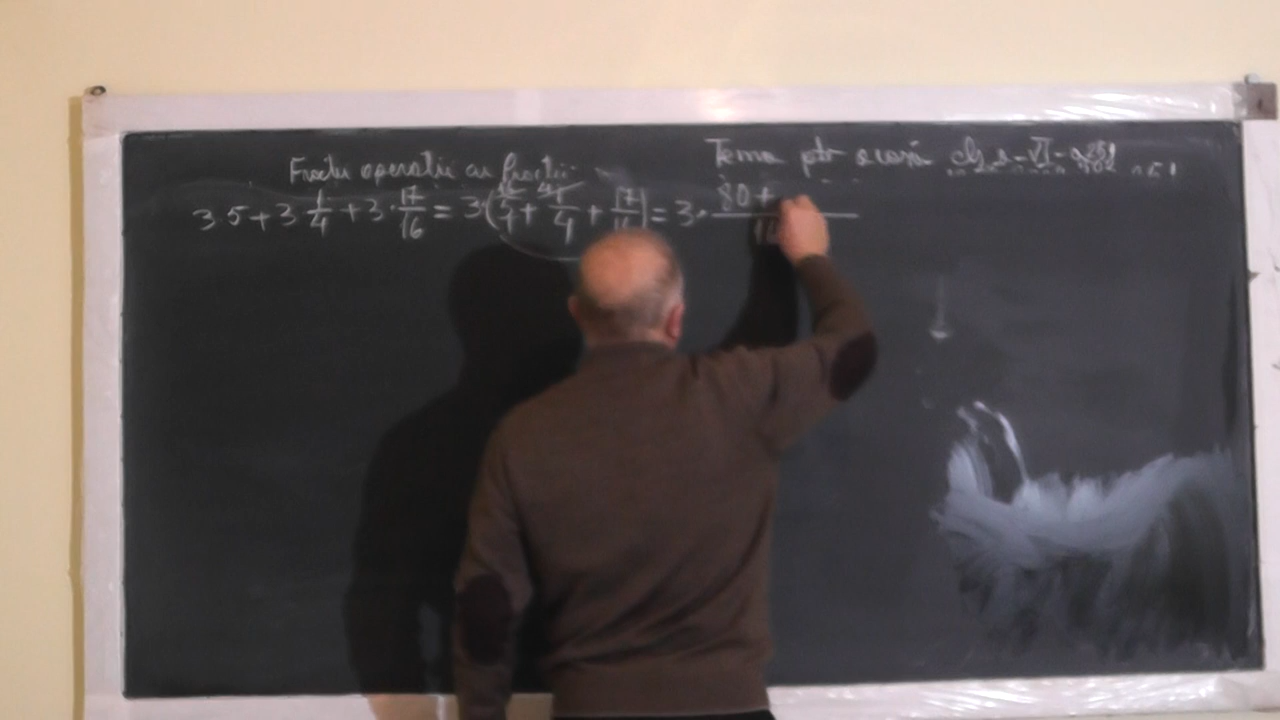 Tema ptr acasă
Fracții operații cu fracții
3·5+3·1/4+3·17/16=3·(5/1+1/4+17/16)=3·80+/16